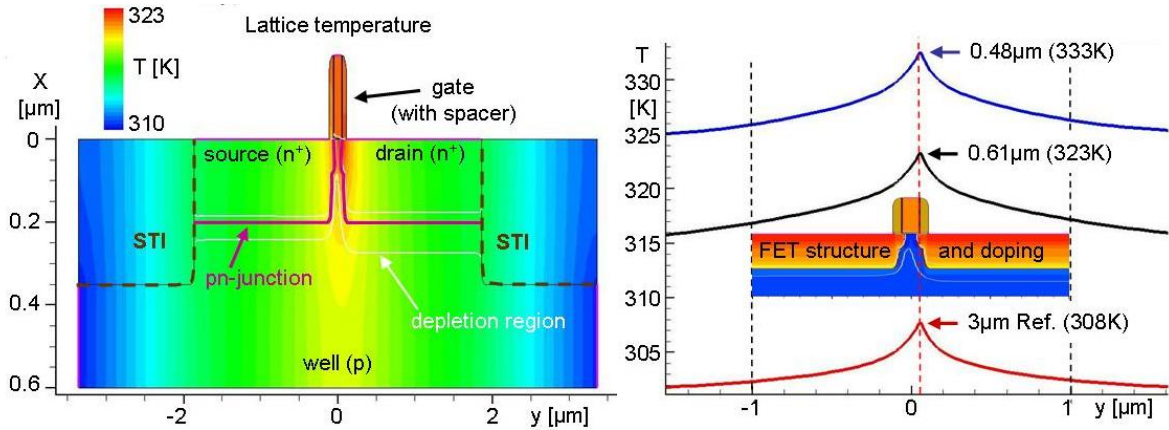 Lattice temperature
323
T [K]
310
X
[µm]
0
0.2
0.4
0.6
gate
(with spacer)
source (n+)
drain (n+)
STI
STI
pn-junction
depletion region
well (p)
-2
0
2
y [µm]
T
[K]
330
325
320
315
310
305
0.48µm (333K)
0.61µm (323K)
FET structure
and doping
3µm Ref. (308K)
-1
0
1
y [µm]